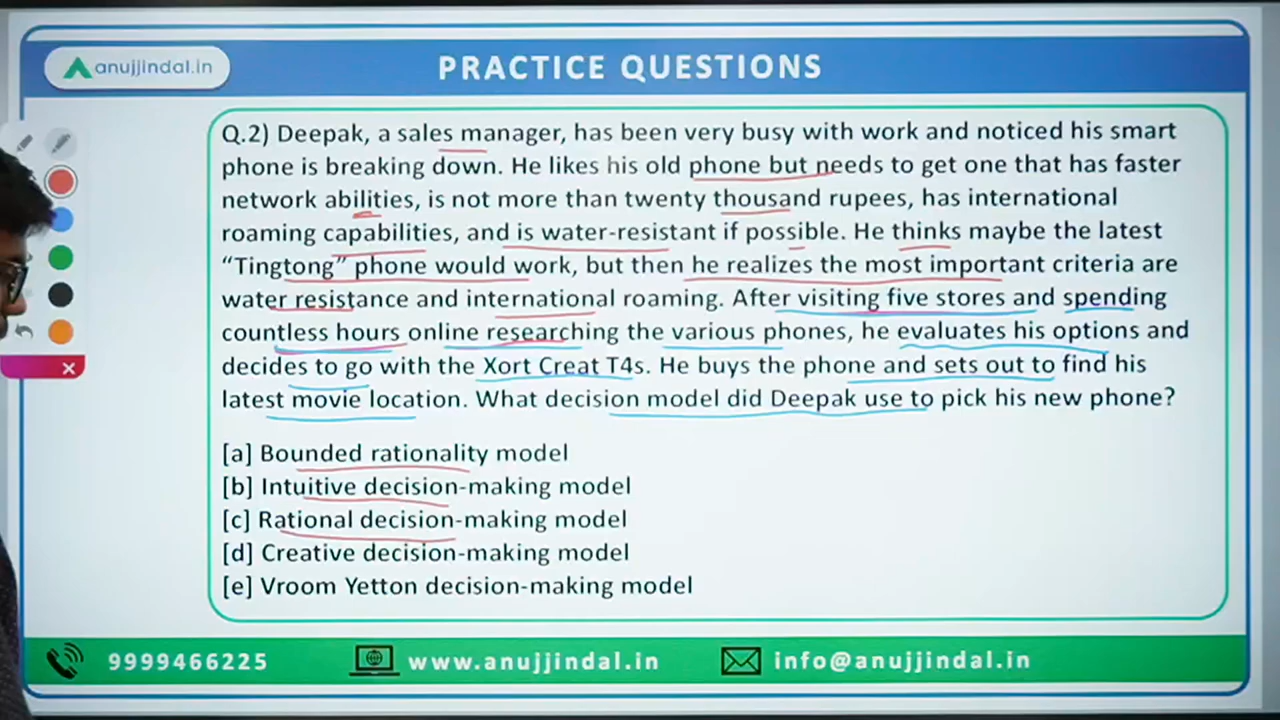 anujjindal.in
PRACTICE QUESTIONS
Q.2) Deepak, a sales manager, has been very busy with work and noticed his smart
phone is breaking down. He likes his old phone but needs to get one that has faster
network abilities, is not more than twenty thousand rupees, has international
roaming capabilities, and is water-resistant if possible. He thinks maybe the latest
“Tingtong” phone would work, but then he realizes the most important criteria are
water resistance and international roaming. After visiting five stores and spending
countless hours online researching the various phones, he evaluates his options and
decides to go with the Xort Creat T4s. He buys the phone and sets out to find his
latest movie location. What decision model did Deepak use to pick his new phone?
[a] Bounded rationality model
[b] Intuitive decision-making model
[c] Rational decision-making model
[d] Creative decision-making model
[e] Vroom Yetton decision-making model
9999466225
www.anujjindal.in
info@anujjindal.in